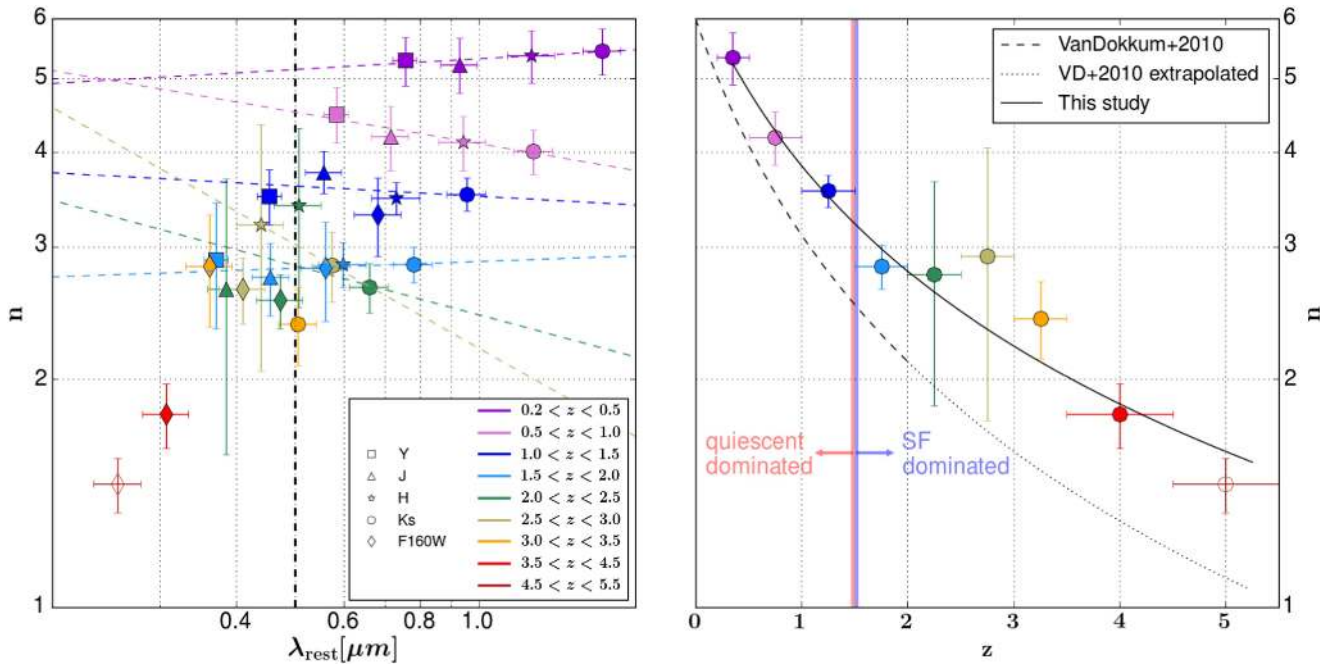 6
5
4
3
2
1
n
0.4
0.6
0.8
1.0
λrest[μm]
Y
J
H
Ks
F160W
0.2 < z < 0.5
0.5 < z < 1.0
1.0 < z < 1.5
1.5 < z < 2.0
2.0 < z < 2.5
2.5 < z < 3.0
3.0 < z < 3.5
3.5 < z < 4.5
4.5 < z < 5.5
VanDokkum+2010
VD+2010 extrapolated
This study
quiescent
dominated
SF
dominated
0
1
2
3
4
5
z
6
5
4
3
2
1
n